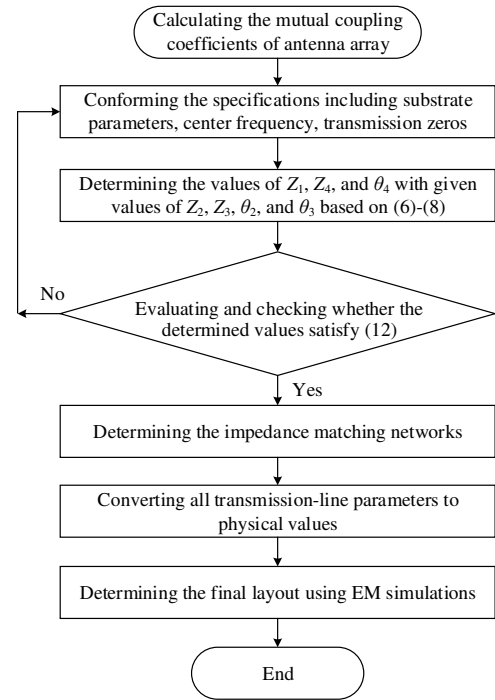 Calculating the mutual coupling
coefficients of antenna array
Conforming the specifications including substrate
parameters, center frequency, transmission zeros
Determining the values of Z₁, Z₄, and θ₄ with given
values of Z₂, Z₃, θ₂, and θ₃ based on (6)-(8)
No
Evaluating and checking whether the
determined values satisfy (12)
Yes
Determining the impedance matching networks
Converting all transmission-line parameters to
physical values
Determining the final layout using EM simulations
End